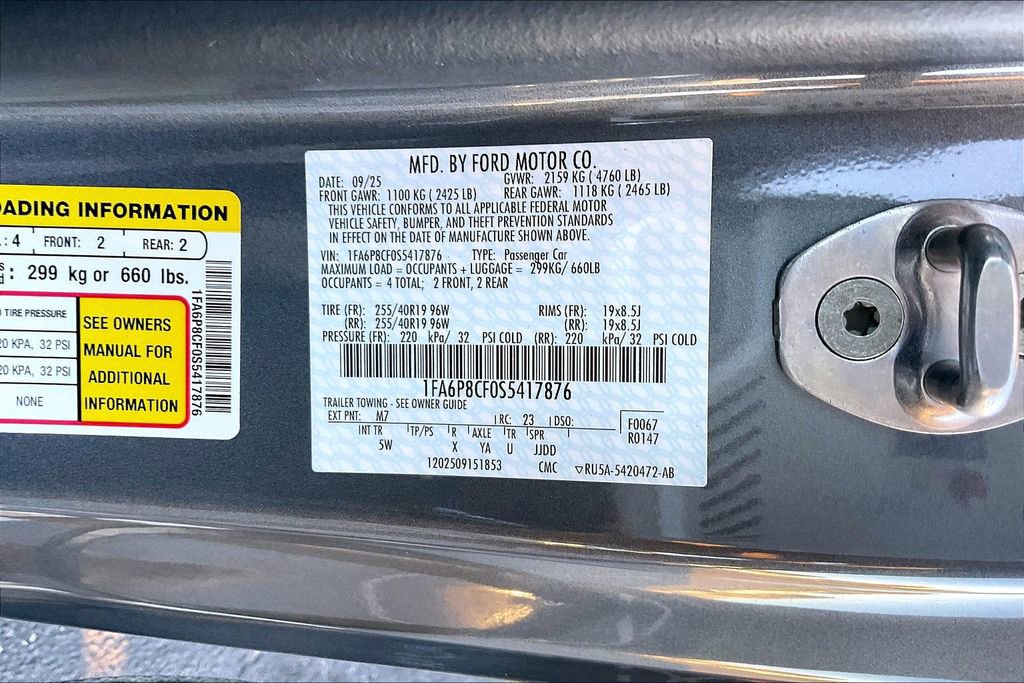 MFD. BY FORD MOTOR CO.
DATE: 09/25
GVWR: 2159 KG ( 4760 LB)
FRONT GAWR: 1100 KG ( 2425 LB)
REAR GAWR: 1118 KG ( 2465 LB)
THIS VEHICLE CONFORMS TO ALL APPLICABLE FEDERAL MOTOR
VEHICLE SAFETY, BUMPER, AND THEFT PREVENTION STANDARDS
IN EFFECT ON THE DATE OF MANUFACTURE SHOWN ABOVE.
VIN: 1FA6P8CF0S5417876 TYPE: Passenger Car
MAXIMUM LOAD = OCCUPANTS + LUGGAGE = 299KG/ 660LB
OCCUPANTS = 4 TOTAL; 2 FRONT, 2 REAR
TIRE (FR): 255/40R19 96W RIMS (FR): 19x8.5J
(RR): 255/40R19 96W (RR): 19x8.5J
PRESSURE (FR): 220 kPa/ 32 PSI COLD (RR): 220 kPa/ 32 PSI COLD
1FA6P8CF0S5417876
TRAILER TOWING - SEE OWNER GUIDE
EXT PNT: M7 RC: 23 DSO:
F0067
R0147
INT TR TP/PS R AXLE TR SPR
5W X YA U JJDD
1202509151853 CMC ▽RU5A-5420472-AB
ADING INFORMATION
: 4 FRONT: 2 REAR: 2
: 299 kg or 660 lbs.
TIRE PRESSURE
20 KPA, 32 PSI
20 KPA, 32 PSI
NONE
SEE OWNERS
MANUAL FOR
ADDITIONAL
INFORMATION
1FA6P8CF0S5417876